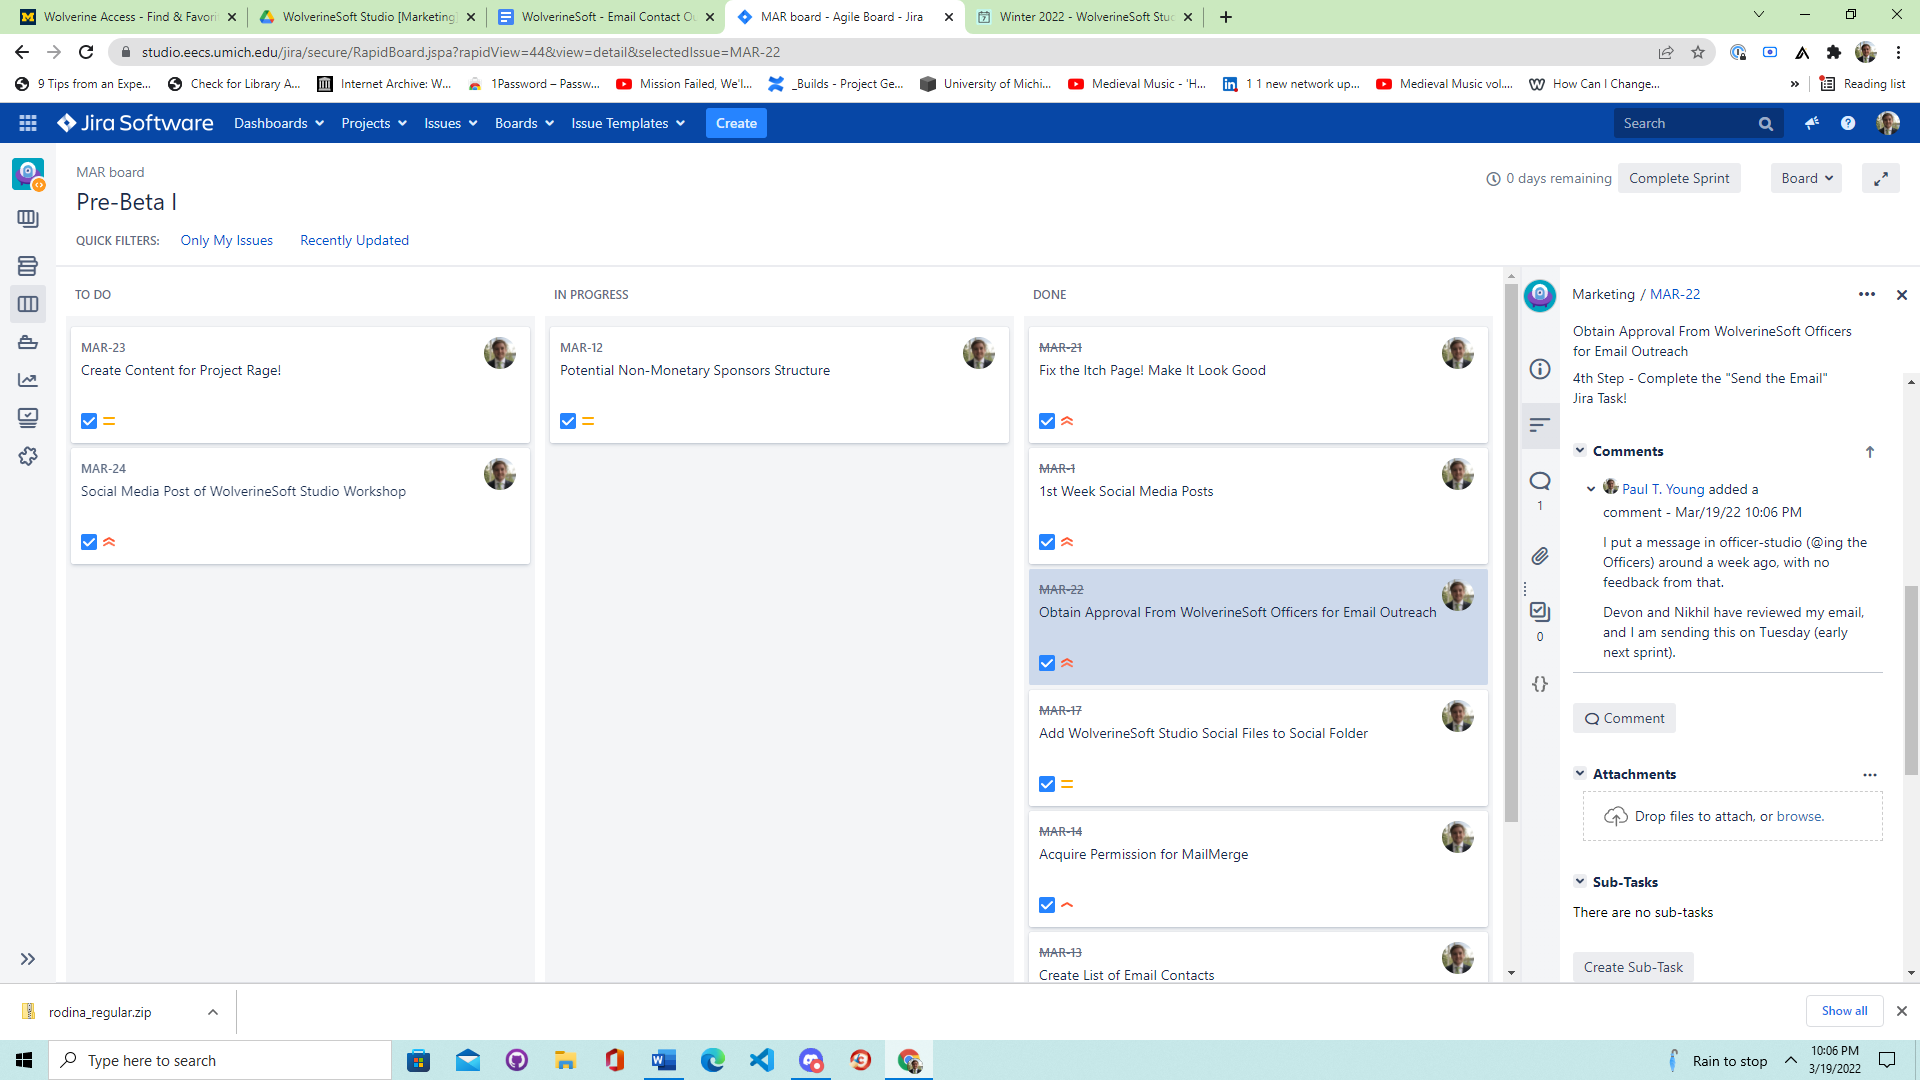 Wolverine Access - Find & Favori
WolverineSoft Studio [Marketing]
WolverineSoft - Email Contact Ou
MAR board - Agile Board - Jira
Winter 2022 - WolverineSoft Stud
studio.eecs.umich.edu/jira/secure/RapidBoard.jspa?rapidView=44&view=detail&selectedIssue=MAR-22
9 Tips from an Expe...
Check for Library A...
Internet Archive: W...
1Password – Passw...
Mission Failed, We'l...
_Builds - Project Ge...
University of Michi...
Medieval Music - 'H...
1 1 new network up...
Medieval Music vol....
How Can I Change...
»
Reading list
Jira Software
Dashboards
Projects
Issues
Boards
Issue Templates
Create
Search
MAR board
Pre-Beta I
0 days remaining
Complete Sprint
Board
QUICK FILTERS:
Only My Issues
Recently Updated
TO DO
MAR-23
Create Content for Project Rage!
MAR-24
Social Media Post of WolverineSoft Studio Workshop
IN PROGRESS
MAR-12
Potential Non-Monetary Sponsors Structure
DONE
MAR-21
Fix the Itch Page! Make It Look Good
MAR-1
1st Week Social Media Posts
MAR-22
Obtain Approval From WolverineSoft Officers for Email Outreach
MAR-17
Add WolverineSoft Studio Social Files to Social Folder
MAR-14
Acquire Permission for MailMerge
MAR-13
Create List of Email Contacts
1
0
Marketing / MAR-22
Obtain Approval From WolverineSoft Officers
for Email Outreach
4th Step - Complete the "Send the Email"
Jira Task!
Comments
Paul T. Young added a
comment - Mar/19/22 10:06 PM
I put a message in officer-studio (@ing the
Officers) around a week ago, with no
feedback from that.
Devon and Nikhil have reviewed my email,
and I am sending this on Tuesday (early
next sprint).
Comment
Attachments
Drop files to attach, or browse.
Sub-Tasks
There are no sub-tasks
Create Sub-Task
rodina_regular.zip
Show all
Type here to search
Rain to stop
10:06 PM
3/19/2022